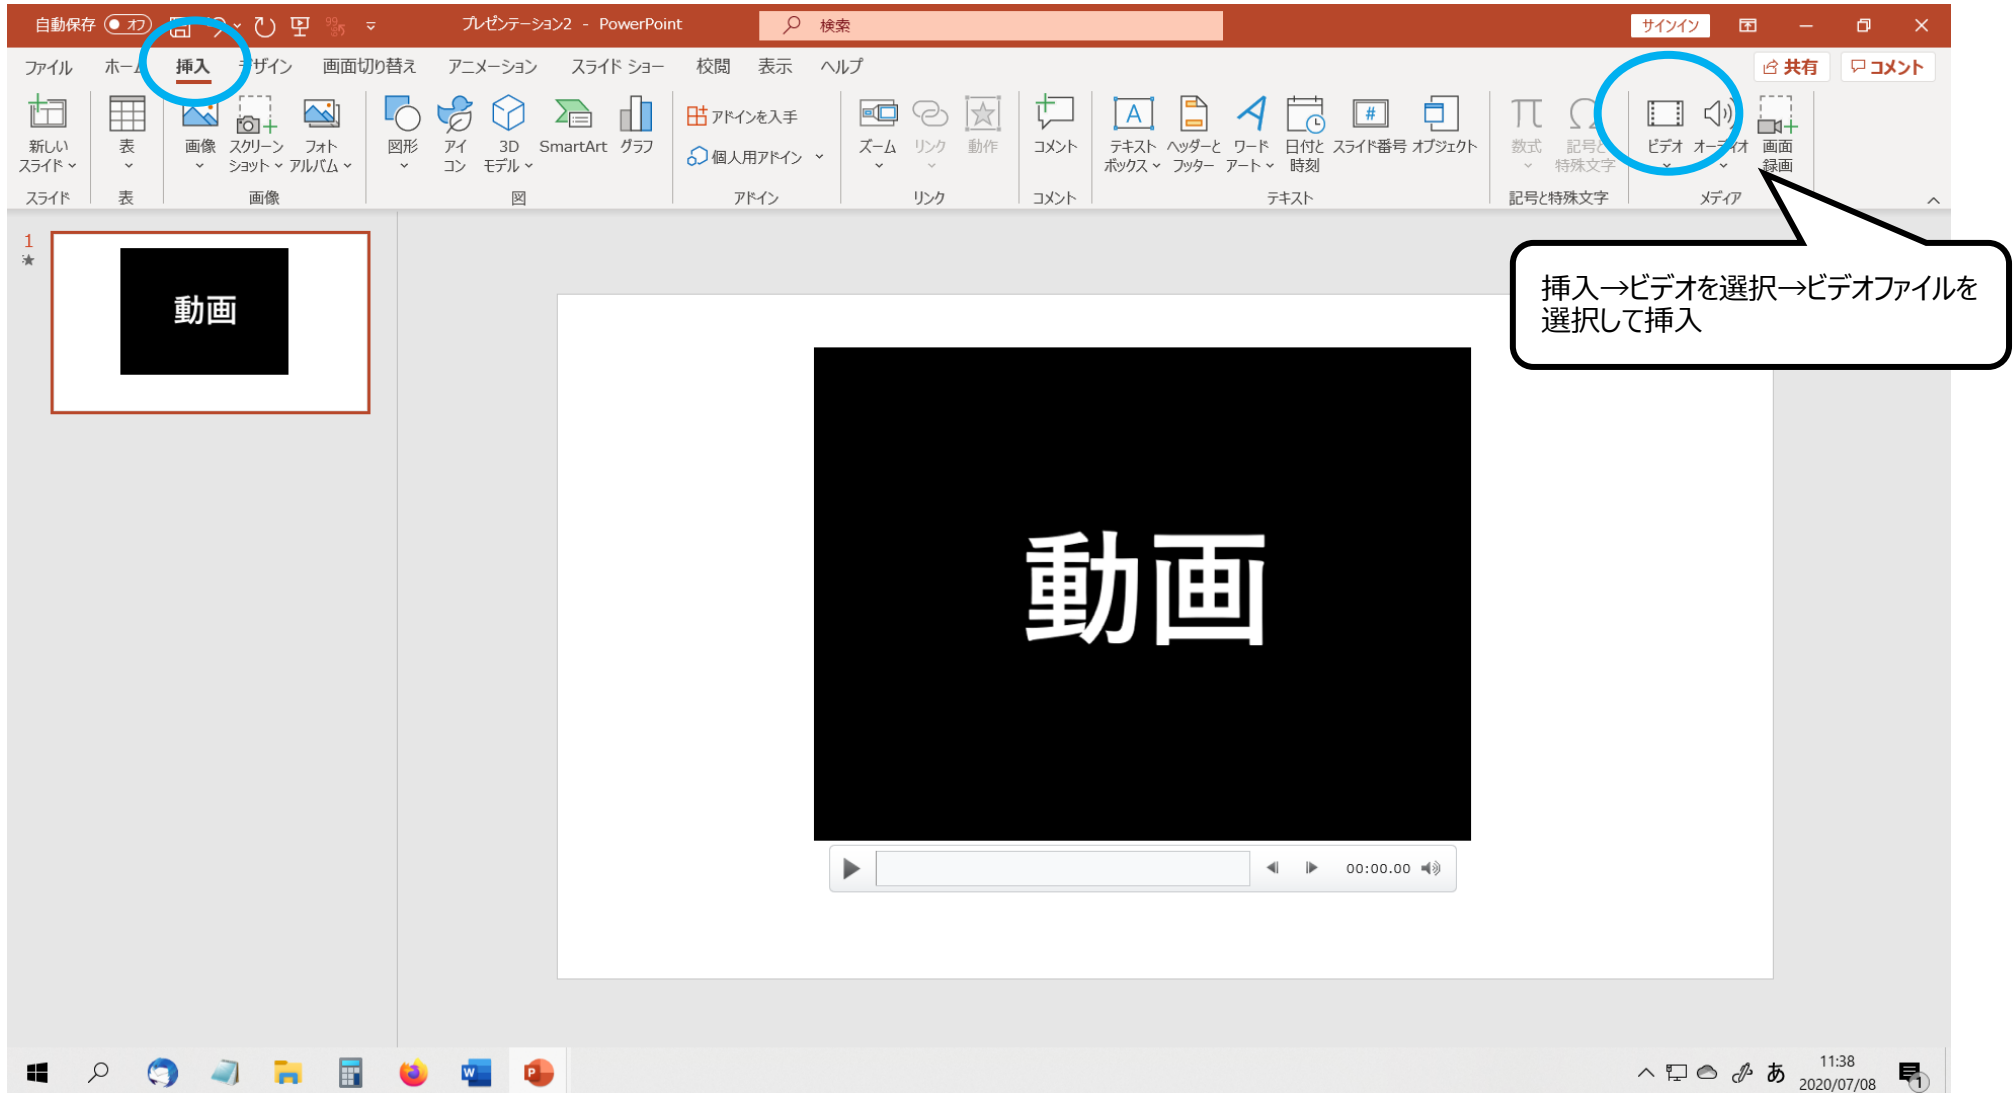 自動保存 オフ プレゼンテーション2 - PowerPoint 検索 サインイン
ファイル 挿入 デザイン 画面切り替え アニメーション スライド ショー 校閲 表示 ヘルプ 共有 コメント
新しい
スライド
表
画像
スクリーン
ショット
フォト
アルバム
図形
アイ
コン
3D
モデル
SmartArt
グラフ
アドインを入手
個人用アドイン
ズーム
リンク
動作
コメント
テキスト
ボックス
ヘッダーと
フッター
ワード
アート
日付と
時刻
スライド番号
オブジェクト
数式
記号と
特殊文字
ビデオ
オーディオ
画面
録画
スライド 表 画像 図 アドイン リンク コメント テキスト 記号と特殊文字 メディア
1
動画
挿入→ビデオを選択→ビデオファイルを
選択して挿入
動画
00:00.00
あ
11:38
2020/07/08
1